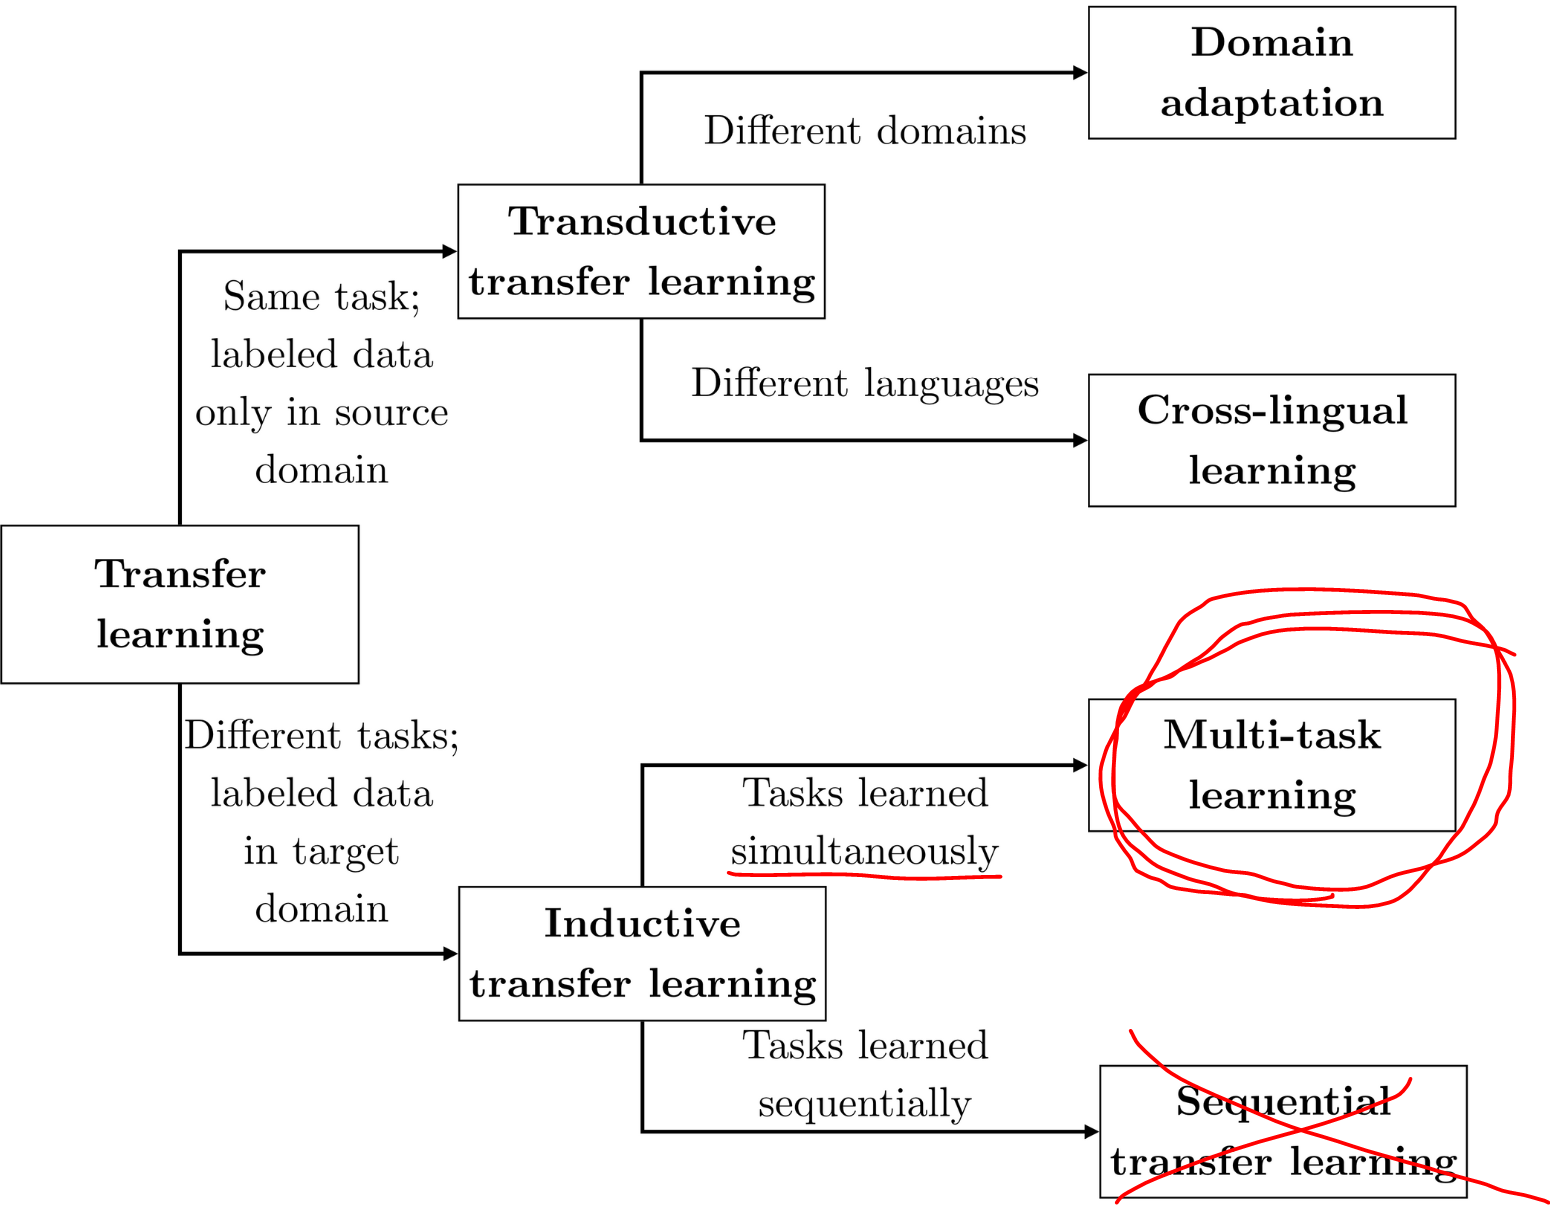 Domain
adaptation
Different domains
Transductive
transfer learning
Same task;
labeled data
only in source
domain
Different languages
Cross-lingual
learning
Transfer
learning
Different tasks;
labeled data
in target
domain
Multi-task
learning
Tasks learned
simultaneously
Inductive
transfer learning
Tasks learned
sequentially
Sequential
transfer learning